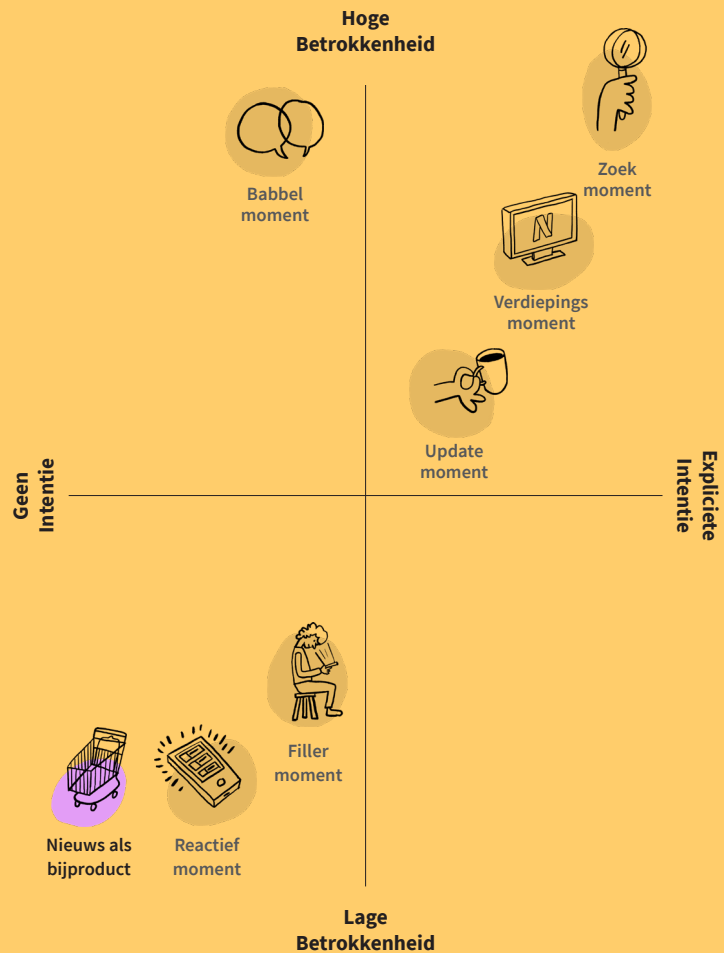 Hoge
Betrokkenheid
Babbel
moment
Zoek
moment
N
Verdiepings
moment
Update
moment
Geen
Intentie
Expliciete
Intentie
Filler
moment
Nieuws als
bijproduct
Reactief
moment
Lage
Betrokkenheid